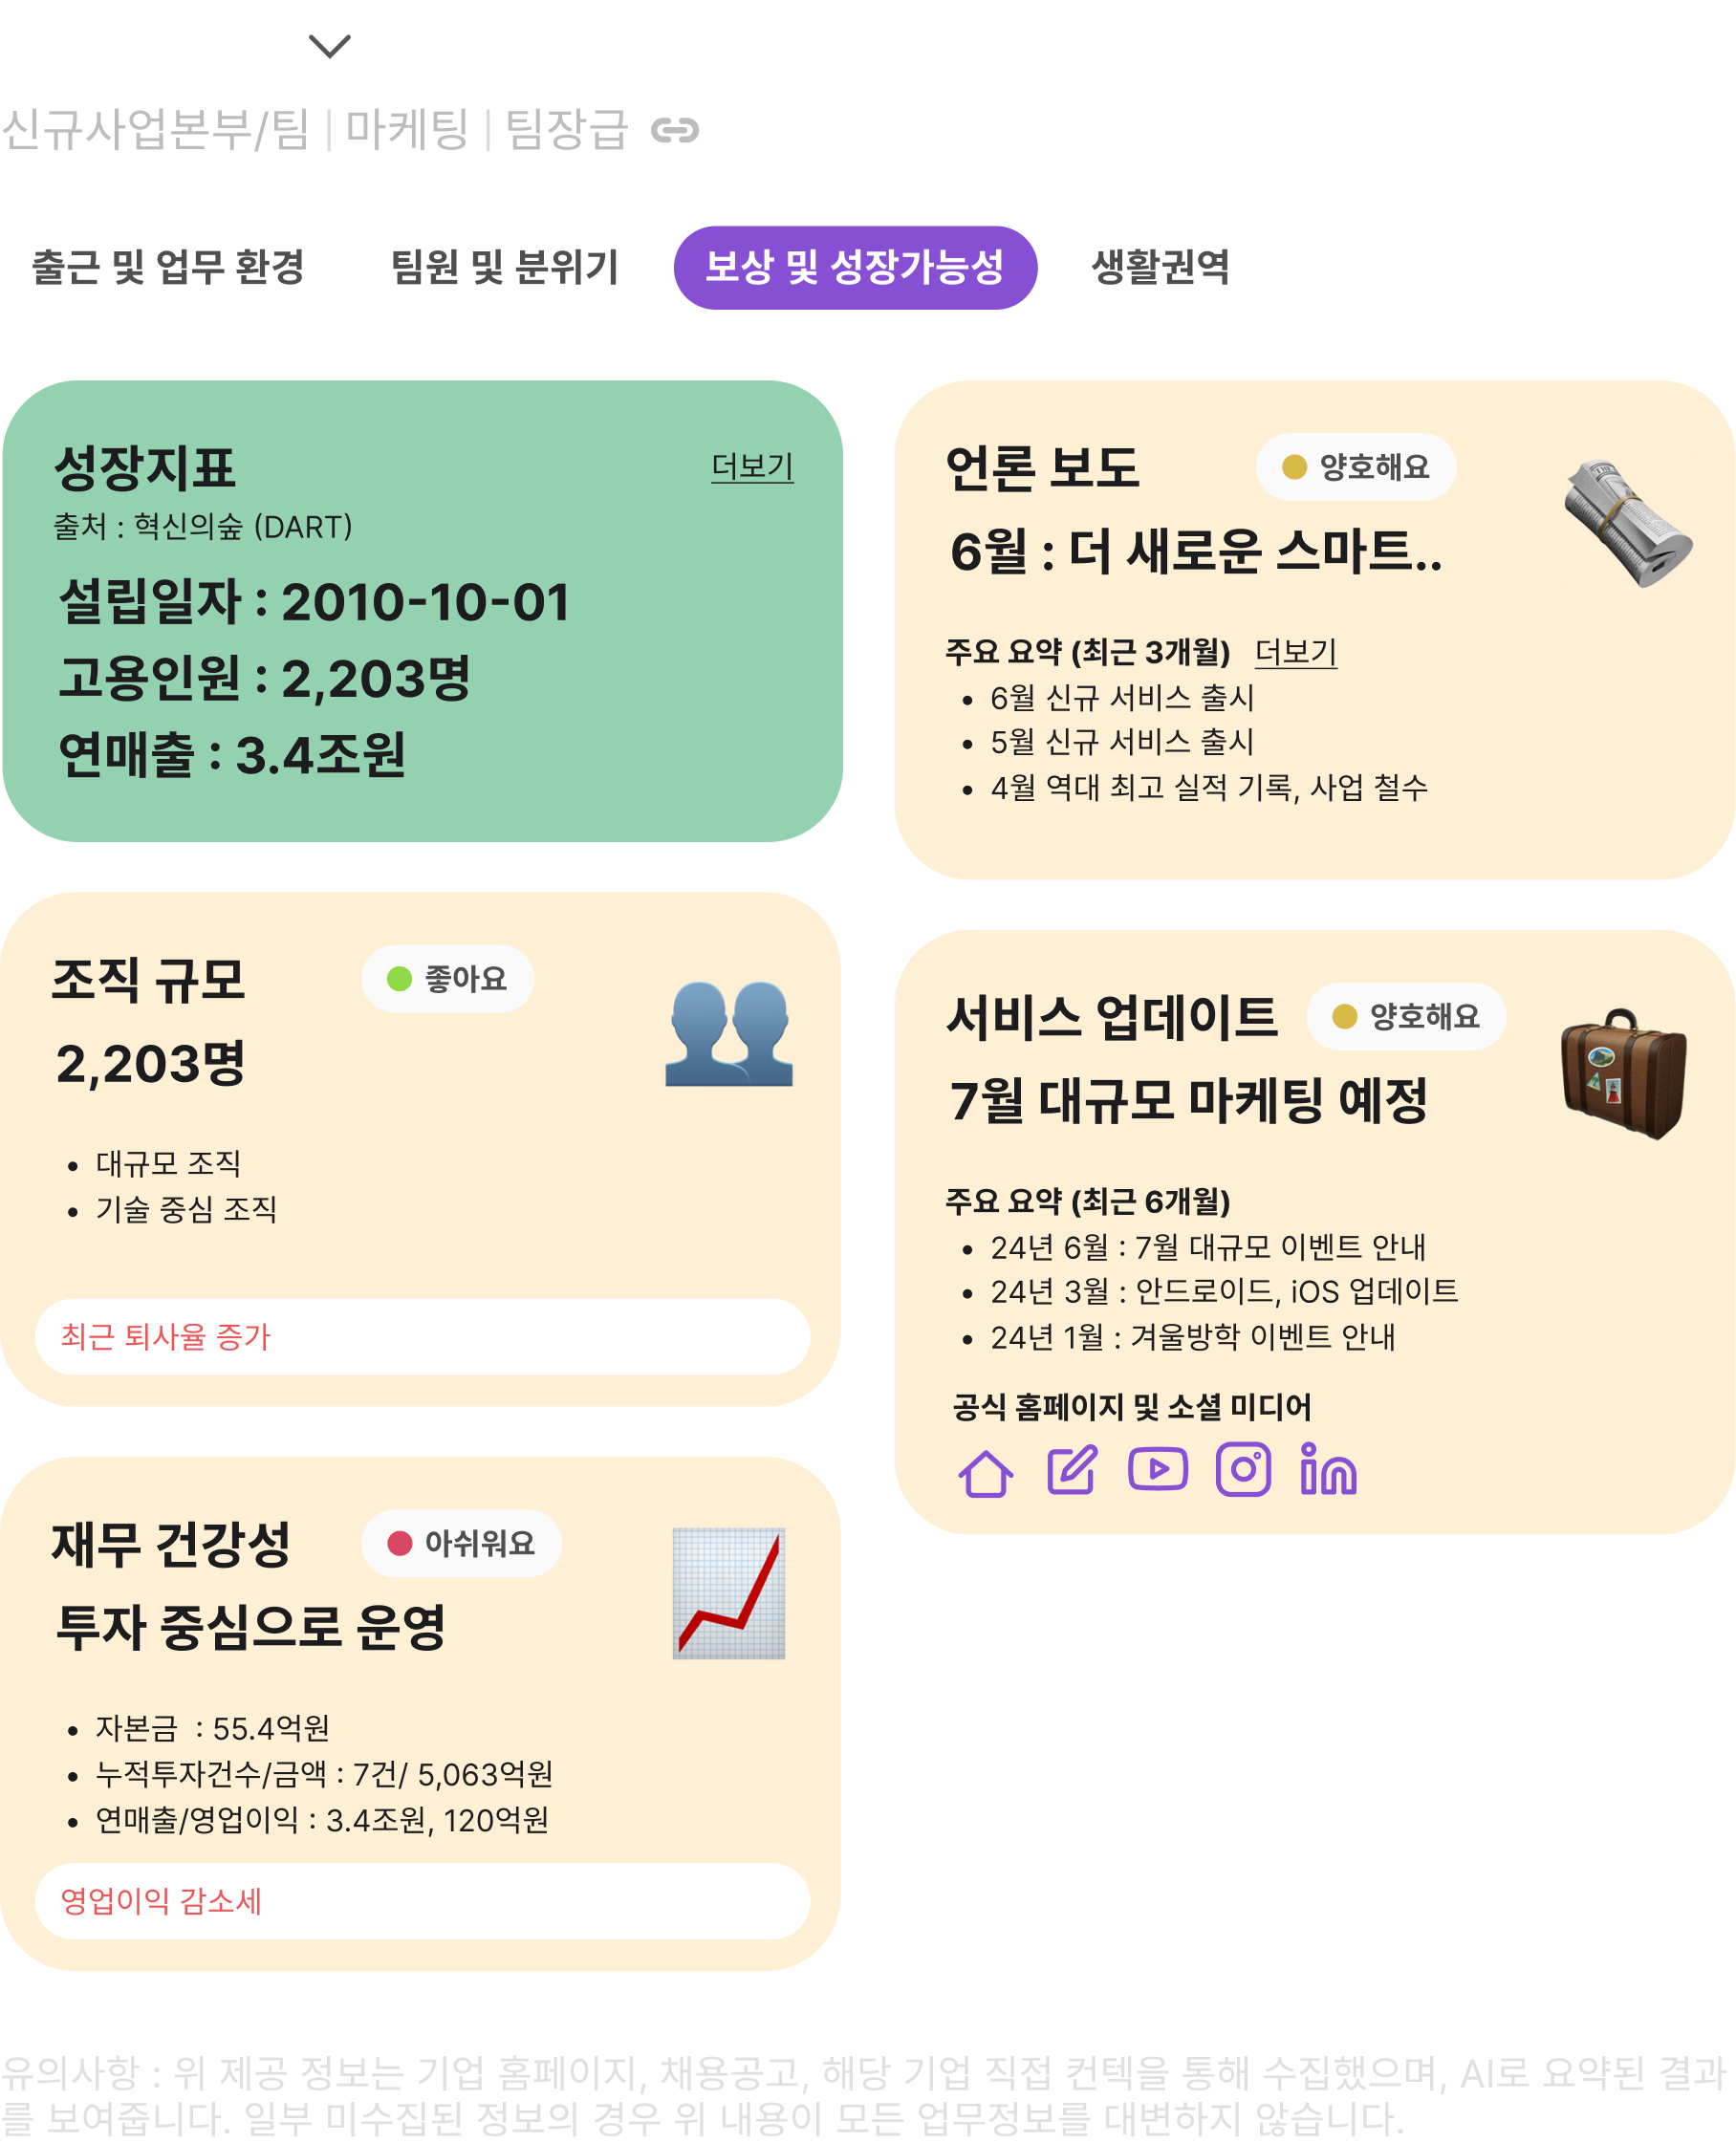 신규사업본부/팀 | 마케팅 | 팀장급
출근 및 업무 환경
팀원 및 분위기
보상 및 성장가능성
생활권역
성장지표
더보기
출처 : 혁신의숲 (DART)
설립일자 : 2010-10-01
고용인원 : 2,203명
연매출 : 3.4조원
조직 규모
좋아요
2,203명
• 대규모 조직
• 기술 중심 조직
최근 퇴사율 증가
재무 건강성
아쉬워요
투자 중심으로 운영
• 자본금 : 55.4억원
• 누적투자건수/금액 : 7건/ 5,063억원
• 연매출/영업이익 : 3.4조원, 120억원
영업이익 감소세
언론 보도
양호해요
6월 : 더 새로운 스마트..
주요 요약 (최근 3개월) 더보기
• 6월 신규 서비스 출시
• 5월 신규 서비스 출시
• 4월 역대 최고 실적 기록, 사업 철수
서비스 업데이트
양호해요
7월 대규모 마케팅 예정
주요 요약 (최근 6개월)
• 24년 6월 : 7월 대규모 이벤트 안내
• 24년 3월 : 안드로이드, iOS 업데이트
• 24년 1월 : 겨울방학 이벤트 안내
공식 홈페이지 및 소셜 미디어
유의사항 : 위 제공 정보는 기업 홈페이지, 채용공고, 해당 기업 직접 컨텍을 통해 수집했으며, AI로 요약된 결과
를 보여줍니다. 일부 미수집된 정보의 경우 위 내용이 모든 업무정보를 대변하지 않습니다.